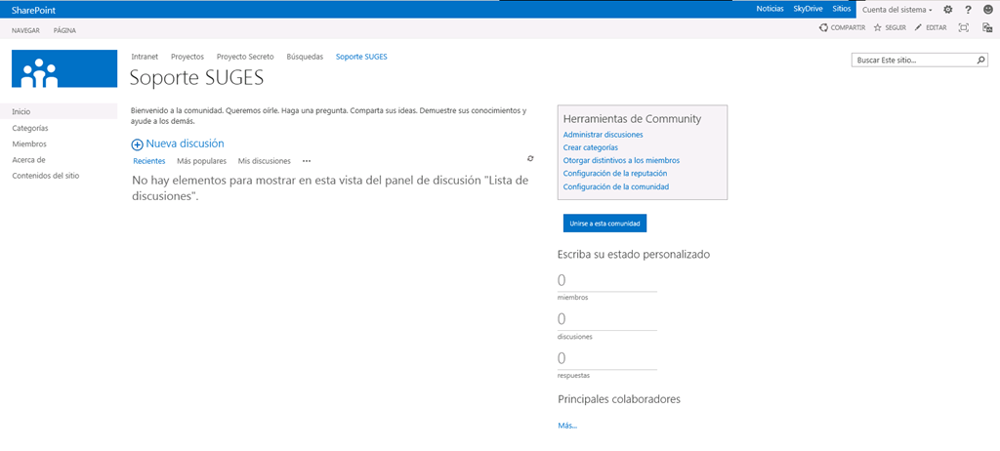 SharePoint
Noticias SkyDrive Sitios Cuenta del sistema ?
NAVEGAR PÁGINA
COMPARTIR SEGUIR EDITAR
Intranet Proyectos Proyecto Secreto Búsquedas Soporte SUGES
Soporte SUGES
Buscar Este sitio...
Inicio
Categorías
Miembros
Acerca de
Contenidos del sitio
Bienvenido a la comunidad. Queremos oírle. Haga una pregunta. Comparta sus ideas. Demuestre sus conocimientos y
ayude a los demás.
Nueva discusión
Recientes Más populares Mis discusiones ...
No hay elementos para mostrar en esta vista del panel de discusión "Lista de
discusiones".
Herramientas de Community
Administrar discusiones
Crear categorías
Otorgar distintivos a los miembros
Configuración de la reputación
Configuración de la comunidad
Unirse a esta comunidad
Escriba su estado personalizado
0
miembros
0
discusiones
0
respuestas
Principales colaboradores
Más...